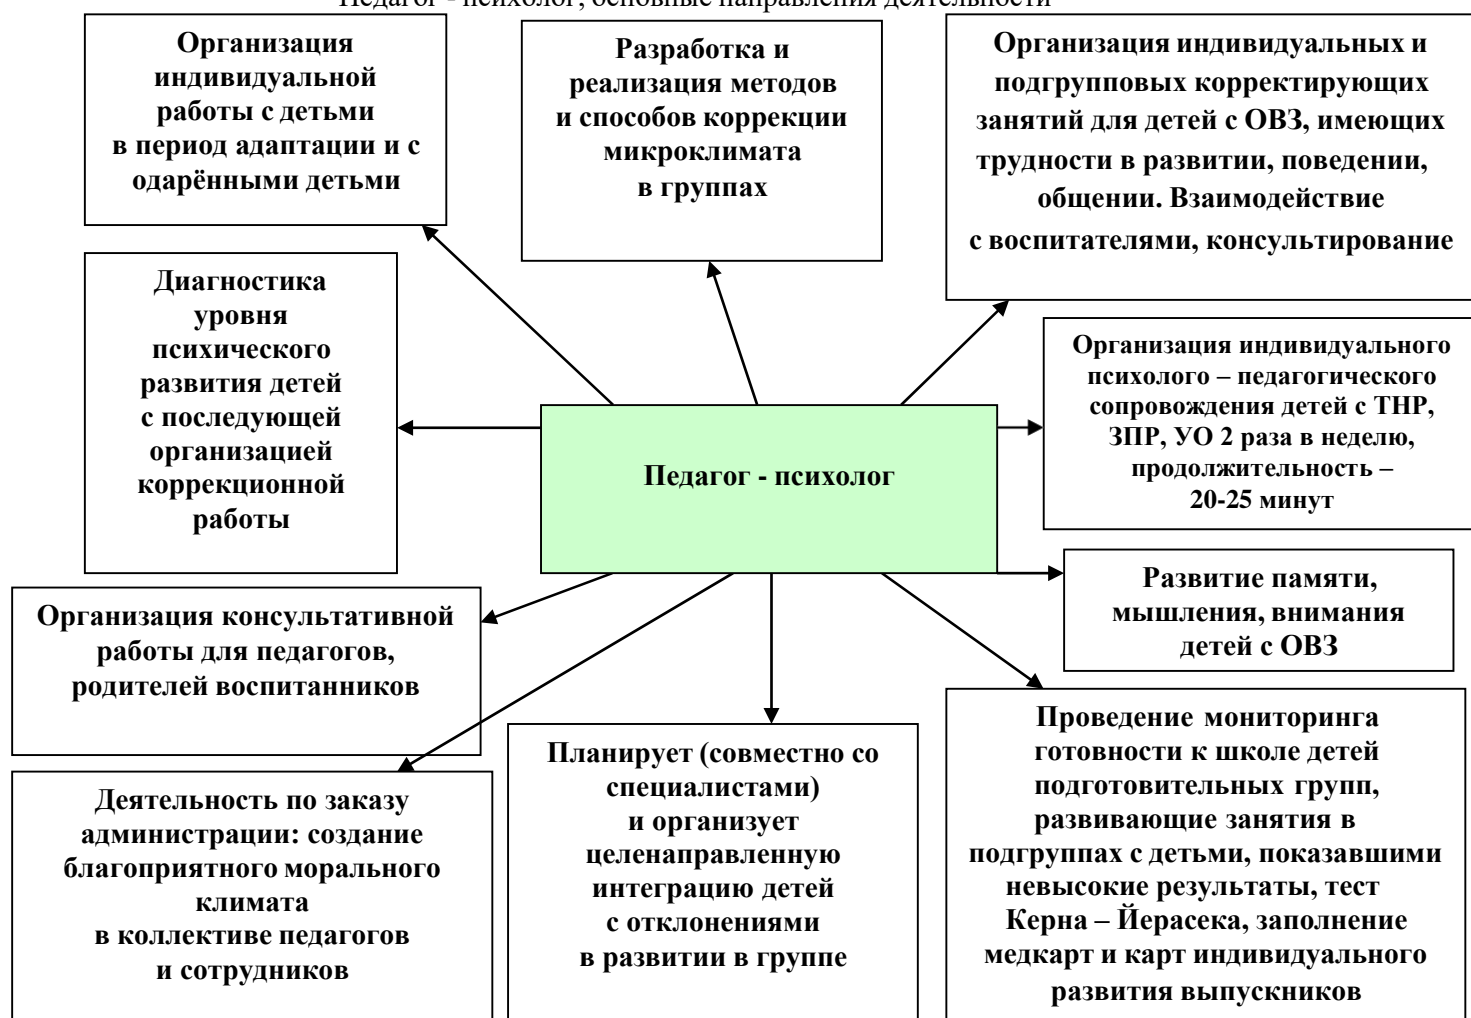 Педагог - психолог, основные направления деятельности
Организация
индивидуальной
работы с детьми
в период адаптации и с
одарёнными детьми
Разработка и
реализация методов
и способов коррекции
микроклимата
в группах
Организация индивидуальных и
подгрупповых корректирующих
занятий для детей с ОВЗ, имеющих
трудности в развитии, поведении,
общении. Взаимодействие
с воспитателями, консультирование
Диагностика
уровня
психического
развития детей
с последующей
организацией
коррекционной
работы
Педагог - психолог
Организация индивидуального
психолого – педагогического
сопровождения детей с ТНР,
ЗПР, УО 2 раза в неделю,
продолжительность –
20-25 минут
Развитие памяти,
мышления, внимания
детей с ОВЗ
Организация консультативной
работы для педагогов,
родителей воспитанников
Деятельность по заказу
администрации: создание
благоприятного морального
климата
в коллективе педагогов
и сотрудников
Планирует (совместно со
специалистами)
и организует
целенаправленную
интеграцию детей
с отклонениями
в развитии в группе
Проведение мониторинга
готовности к школе детей
подготовительных групп,
развивающие занятия в
подгруппах с детьми, показавшими
невысокие результаты, тест
Керна – Йерасека, заполнение
медкарт и карт индивидуального
развития выпускников